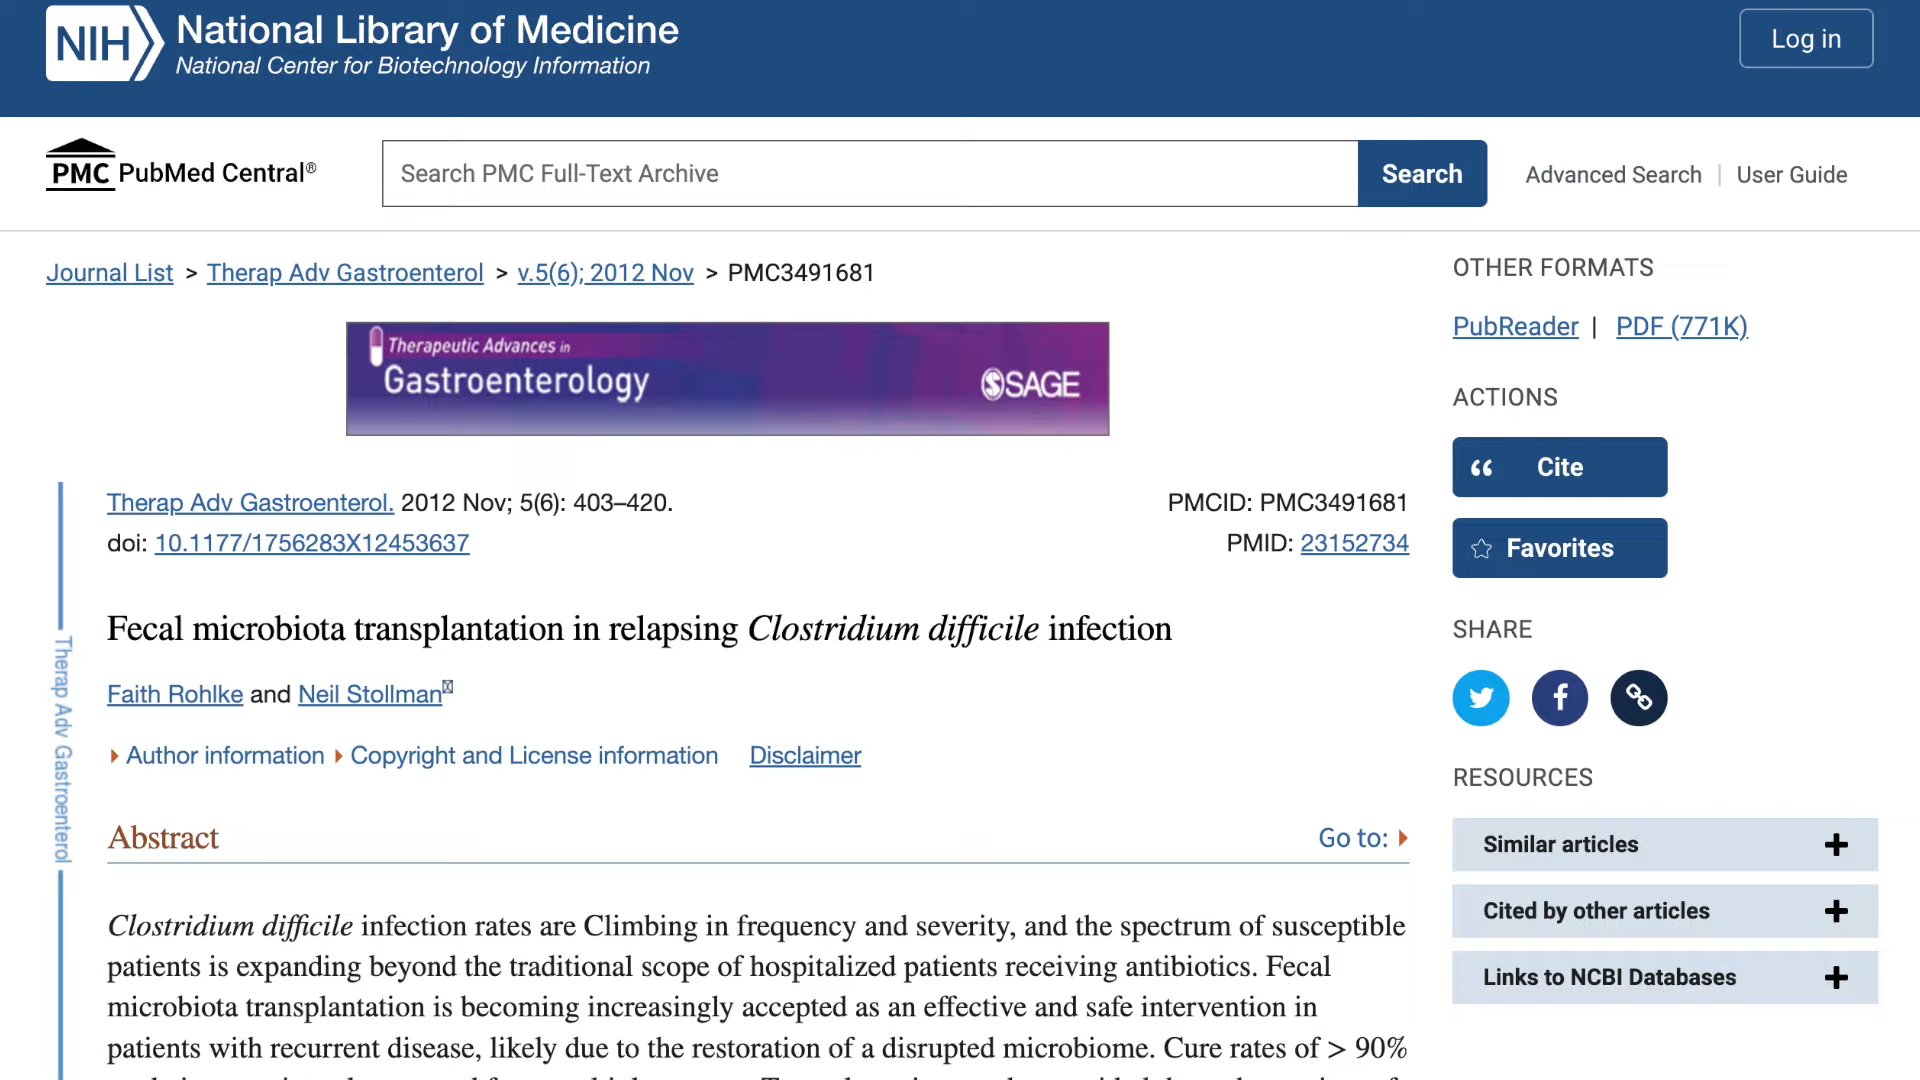 NIH
National Library of Medicine
National Center for Biotechnology Information
Log in
PMC PubMed Central®
Search PMC Full-Text Archive
Search
Advanced Search | User Guide
Journal List > Therap Adv Gastroenterol > v.5(6); 2012 Nov > PMC3491681
Therapeutic Advances in
Gastroenterology
SAGE
Therap Adv Gastroenterol
Therap Adv Gastroenterol. 2012 Nov; 5(6): 403–420.
PMCID: PMC3491681
doi: 10.1177/1756283X12453637
PMID: 23152734
Fecal microbiota transplantation in relapsing Clostridium difficile infection
Faith Rohlke and Neil Stollman
Author information Copyright and License information Disclaimer
Abstract
Go to:
Clostridium difficile infection rates are Climbing in frequency and severity, and the spectrum of susceptible
patients is expanding beyond the traditional scope of hospitalized patients receiving antibiotics. Fecal
microbiota transplantation is becoming increasingly accepted as an effective and safe intervention in
patients with recurrent disease, likely due to the restoration of a disrupted microbiome. Cure rates of > 90%
OTHER FORMATS
PubReader | PDF (771K)
ACTIONS
Cite
Favorites
SHARE
RESOURCES
Similar articles
Cited by other articles
Links to NCBI Databases